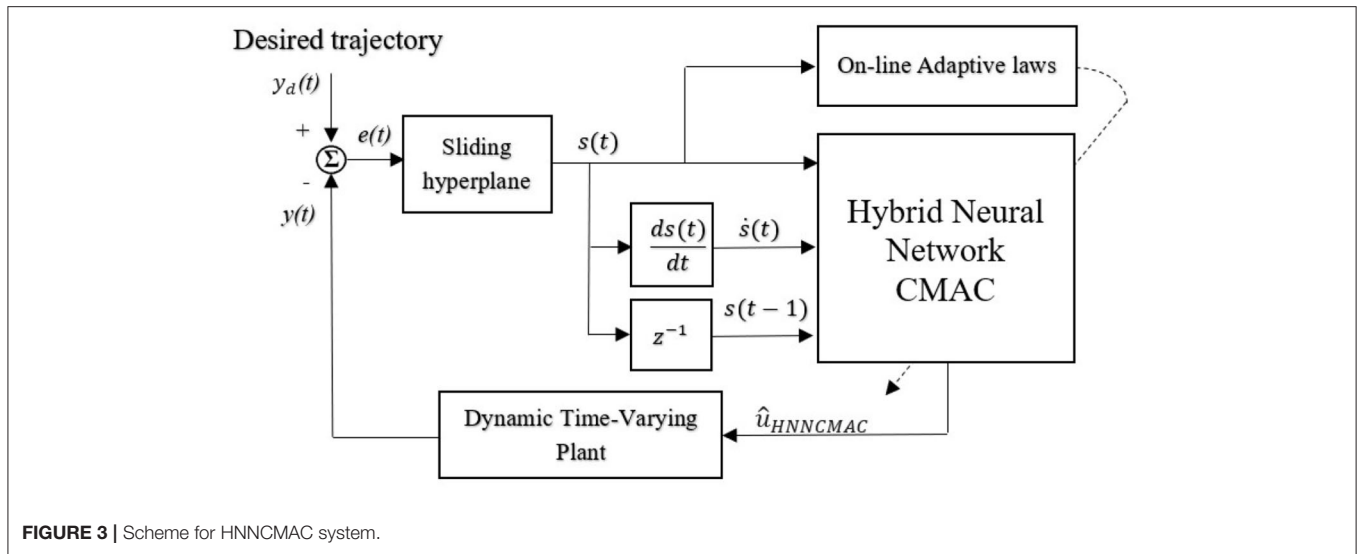 Desired trajectory
y_d(t)
+
e(t)
Σ
-
y(t)
Sliding
hyperplane
s(t)
On-line Adaptive laws
ds(t)
dt
ṡ(t)
z⁻¹
s(t − 1)
Hybrid Neural
Network
CMAC
Dynamic Time-Varying
Plant
û_HNNCMAC
FIGURE 3 | Scheme for HNNCMAC system.